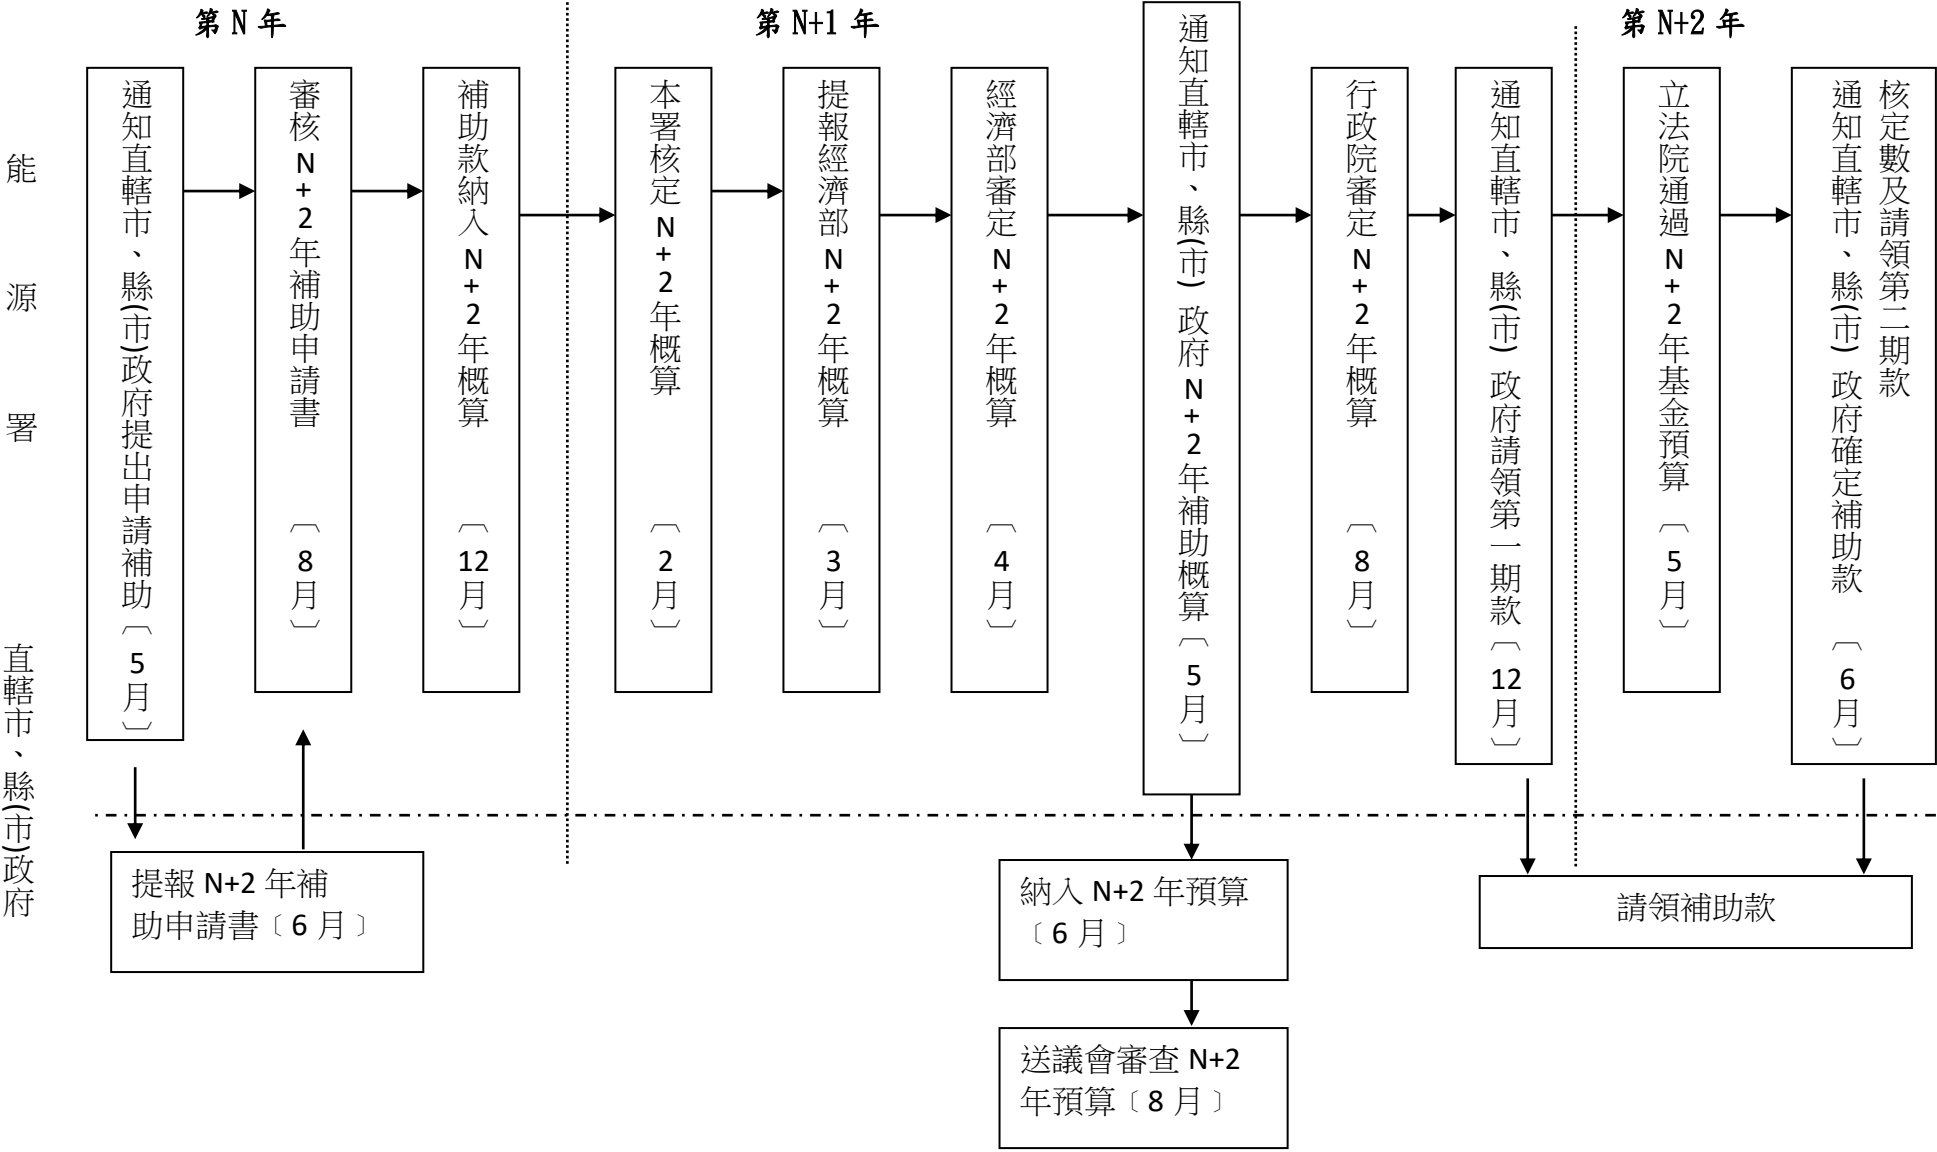 第 N 年
第 N+1 年
第 N+2 年
能源署
通知直轄市、縣(市)政府提出申請補助〔5月〕
審核N+2年補助申請書〔8月〕
補助款納入N+2年概算〔12月〕
本署核定N+2年概算〔2月〕
提報經濟部N+2年概算〔3月〕
經濟部審定N+2年概算〔4月〕
通知直轄市、縣(市)政府N+2年補助概算〔5月〕
行政院審定N+2年概算〔8月〕
通知直轄市、縣(市)政府請領第一期款〔12月〕
立法院通過N+2年基金預算〔5月〕
核定數及請領第二期款
通知直轄市、縣(市)政府確定補助款〔6月〕
直轄市、縣(市)政府
提報 N+2 年補
助申請書〔6 月〕
納入 N+2 年預算
〔6 月〕
送議會審查 N+2
年預算〔8 月〕
請領補助款